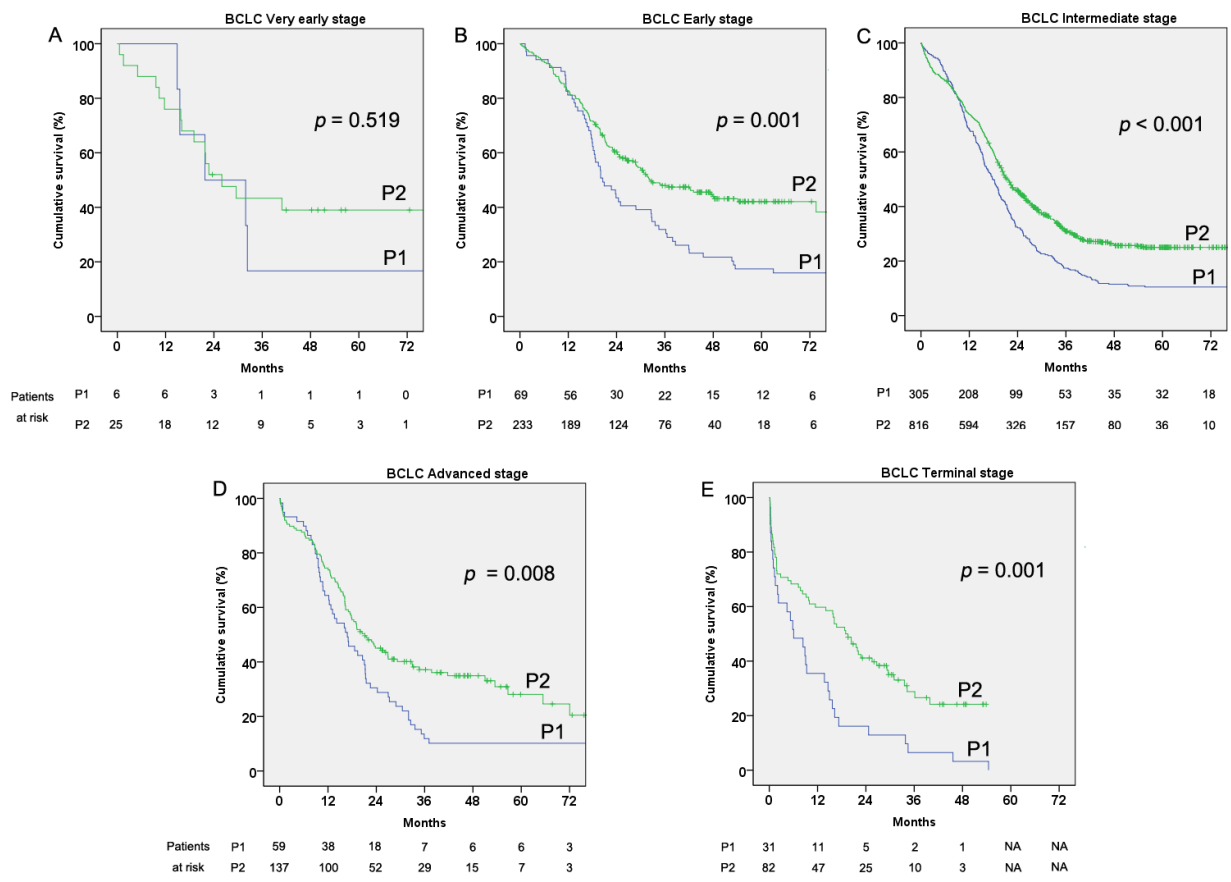 BCLC Very early stage
A
Cumulative survival (%)
100
80
60
40
20
0
p = 0.519
P2
P1
0 12 24 36 48 60 72
Months
Patients at risk
P1 6 6 3 1 1 1 0
P2 25 18 12 9 5 3 1
BCLC Early stage
B
Cumulative survival (%)
100
80
60
40
20
0
p = 0.001
P2
P1
0 12 24 36 48 60 72
Months
P1 69 56 30 22 15 12 6
P2 233 189 124 76 40 18 6
BCLC Intermediate stage
C
Cumulative survival (%)
100
80
60
40
20
0
p < 0.001
P2
P1
0 12 24 36 48 60 72
Months
P1 305 208 99 53 35 32 18
P2 816 594 326 157 80 36 10
BCLC Advanced stage
D
Cumulative survival (%)
100
80
60
40
20
0
p = 0.008
P2
P1
0 12 24 36 48 60 72
Months
Patients at risk
P1 59 38 18 7 6 6 3
P2 137 100 52 29 15 7 3
BCLC Terminal stage
E
Cumulative survival (%)
100
80
60
40
20
0
p = 0.001
P2
P1
0 12 24 36 48 60 72
Months
P1 31 11 5 2 1 NA NA
P2 82 47 25 10 3 NA NA